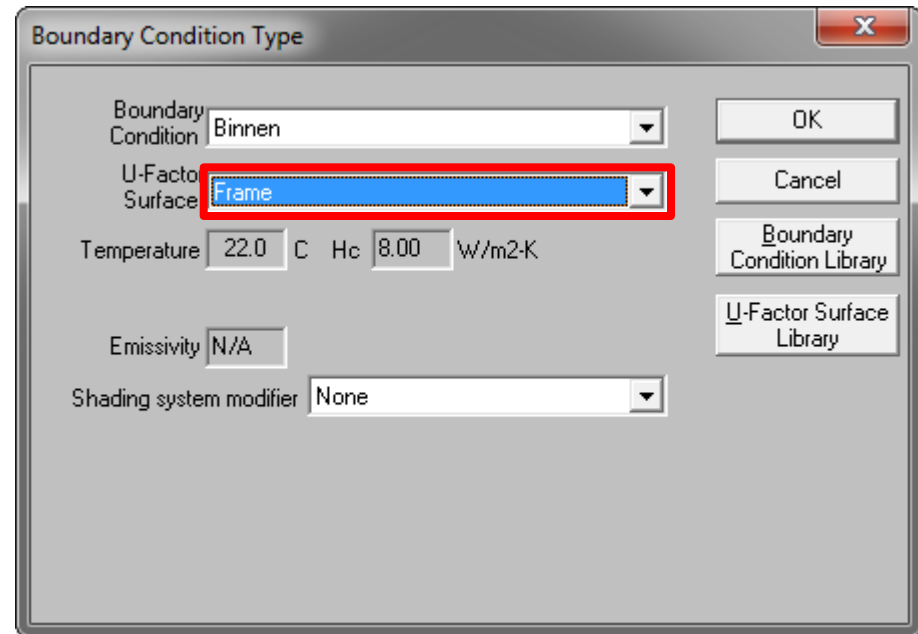 Boundary Condition Type
Boundary
Condition
Binnen
OK
U-Facto
Surface
Frame
Cancel
Temperature 22.0 C Hc 8.00 W/m2-K
Boundary
Condition Library
U-Factor Surface
Library
Emissivity N/A
Shading system modifier None